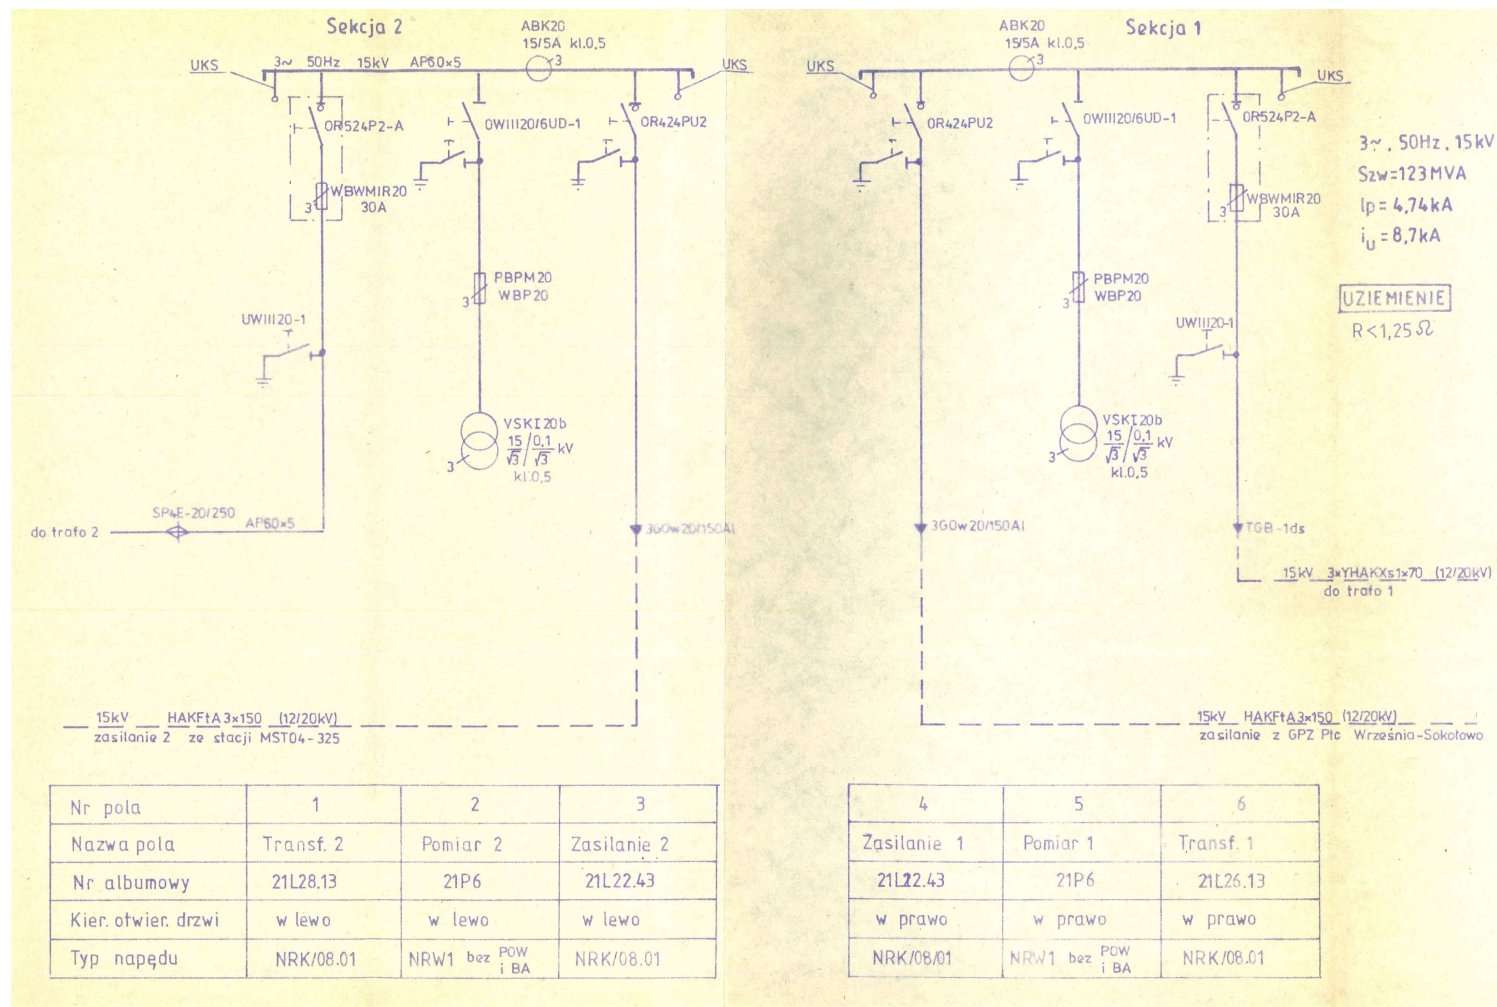 Sekcja 2
ABK20
15/5A kl.0,5
UKS
3~ 50Hz 15kV AP60×5
3
UKS
OR524P2-A
OWIII20/6UD-1
OR424PU2
WBWMIR20
30A
3
PBPM20
WBP20
3
UWIII20-1
VSKI20b
15/√3 / 0,1/√3 kV
kl.0,5
3
SP4E-20/250
do trafo 2
AP60×5
3GOw20/150Al
15kV HAKFtA3×150 (12/20kV)
zasilanie 2 ze stacji MST04-325
Sekcja 1
ABK20
15/5A kl.0,5
UKS
3
UKS
OR424PU2
OWIII20/6UD-1
OR524P2-A
WBWMIR20
30A
3
PBPM20
WBP20
3
UWIII20-1
VSKI20b
15/√3 / 0,1/√3 kV
kl.0,5
3
3GOw20/150Al
TGB-1ds
15kV 3×YHAKXs1×70 (12/20kV)
do trafo 1
15kV HAKFtA3×150 (12/20kV)
zasilanie z GPZ Płc Września-Sokołowo
3~, 50Hz, 15kV
Szw=123MVA
Ip=4,74kA
iu=8,7kA
UZIEMIENIE
R<1,25Ω
Nr pola 1 2 3
Nazwa pola Transf. 2 Pomiar 2 Zasilanie 2
Nr albumowy 21L28.13 21P6 21L22.43
Kier. otwier. drzwi w lewo w lewo w lewo
Typ napędu NRK/08.01 NRW1 bez POW i BA NRK/08.01
4 5 6
Zasilanie 1 Pomiar 1 Transf. 1
21L22.43 21P6 21L26.13
w prawo w prawo w prawo
NRK/08/01 NRW1 bez POW i BA NRK/08.01